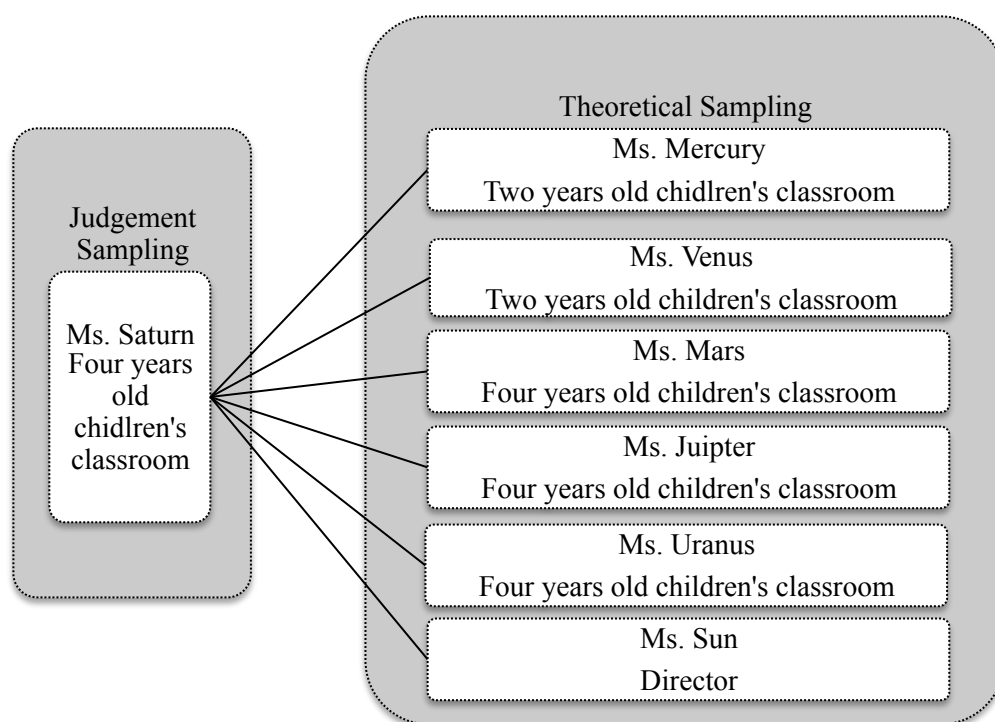 Judgement
Sampling
Ms. Saturn
Four years
old
chidlren's
classroom
Theoretical Sampling
Ms. Mercury
Two years old chidlren's classroom
Ms. Venus
Two years old children's classroom
Ms. Mars
Four years old children's classroom
Ms. Juipter
Four years old children's classroom
Ms. Uranus
Four years old children's classroom
Ms. Sun
Director